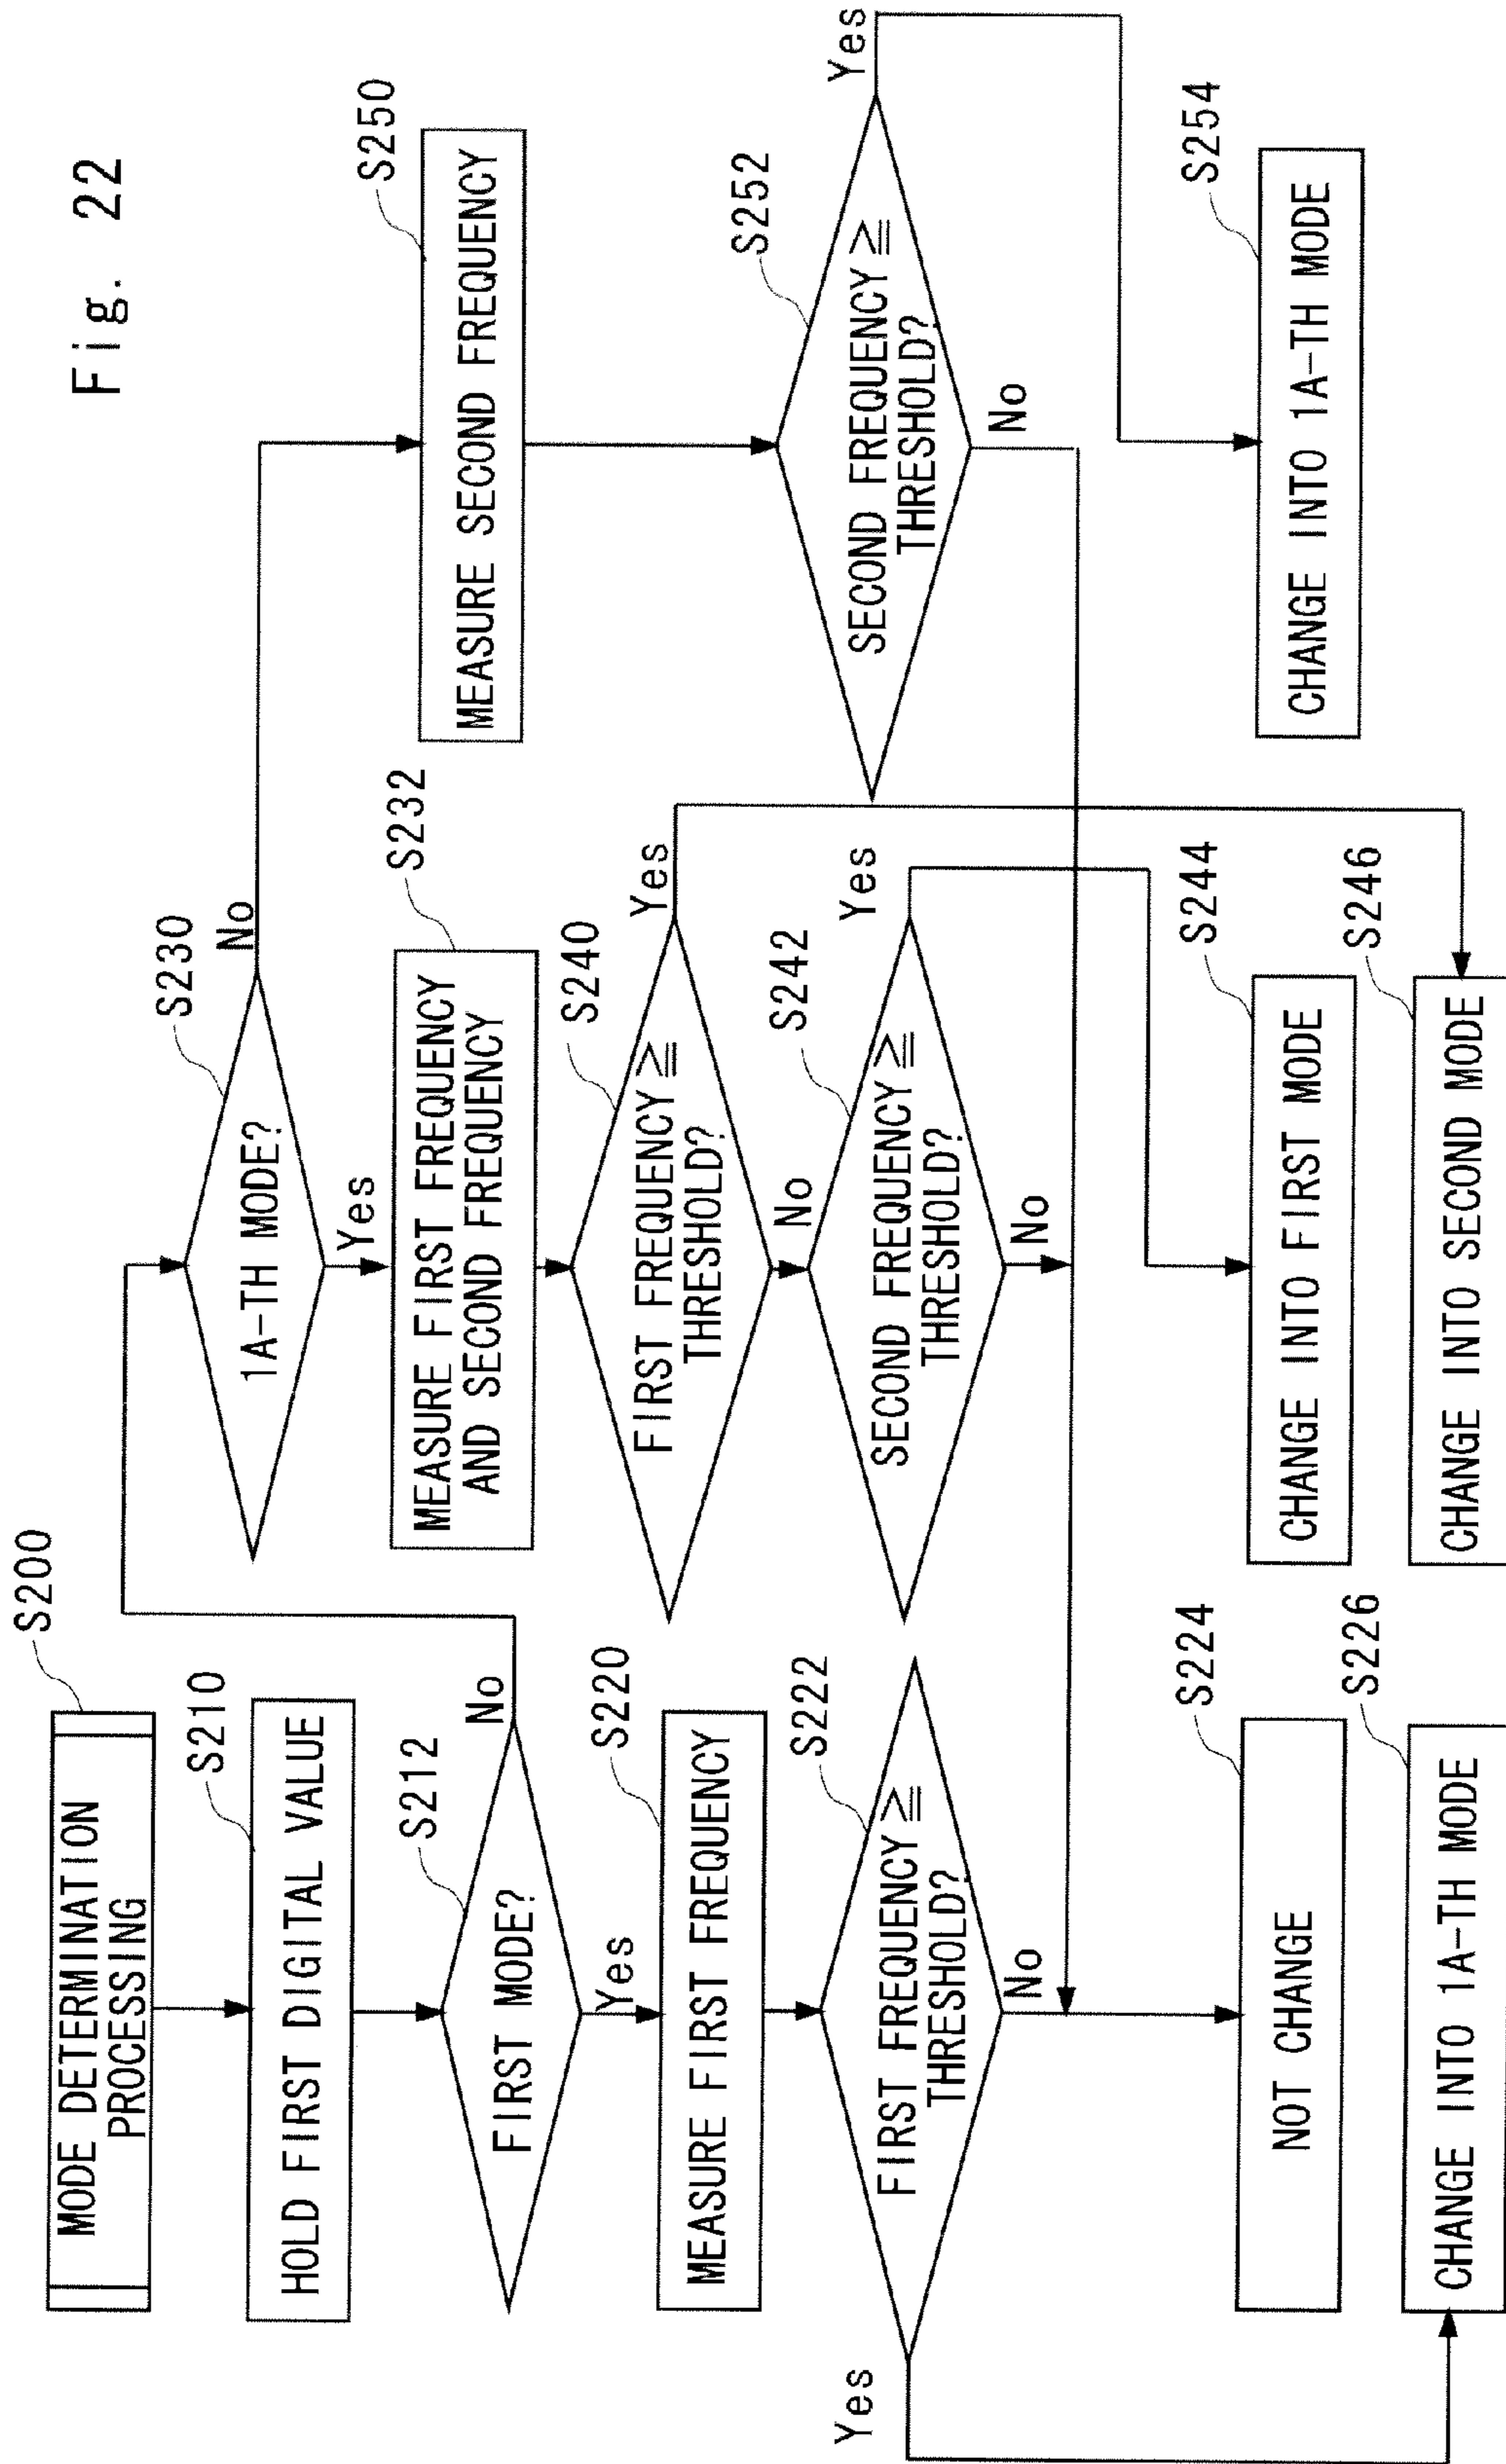 Fig. 22
MODE DETERMINATION
PROCESSING
S200
HOLD FIRST DIGITAL VALUE
S210
FIRST MODE?
S212
No
Yes
MEASURE FIRST FREQUENCY
S220
FIRST FREQUENCY≧
THRESHOLD?
S222
Yes
No
NOT CHANGE
S224
CHANGE INTO 1A-TH MODE
S226
1A-TH MODE?
S230
No
Yes
MEASURE FIRST FREQUENCY
AND SECOND FREQUENCY
S232
FIRST FREQUENCY≧
THRESHOLD?
S240
Yes
No
SECOND FREQUENCY≧
THRESHOLD?
S242
Yes
No
CHANGE INTO FIRST MODE
S244
CHANGE INTO SECOND MODE
S246
MEASURE SECOND FREQUENCY
S250
SECOND FREQUENCY≧
THRESHOLD?
S252
Yes
No
CHANGE INTO 1A-TH MODE
S254